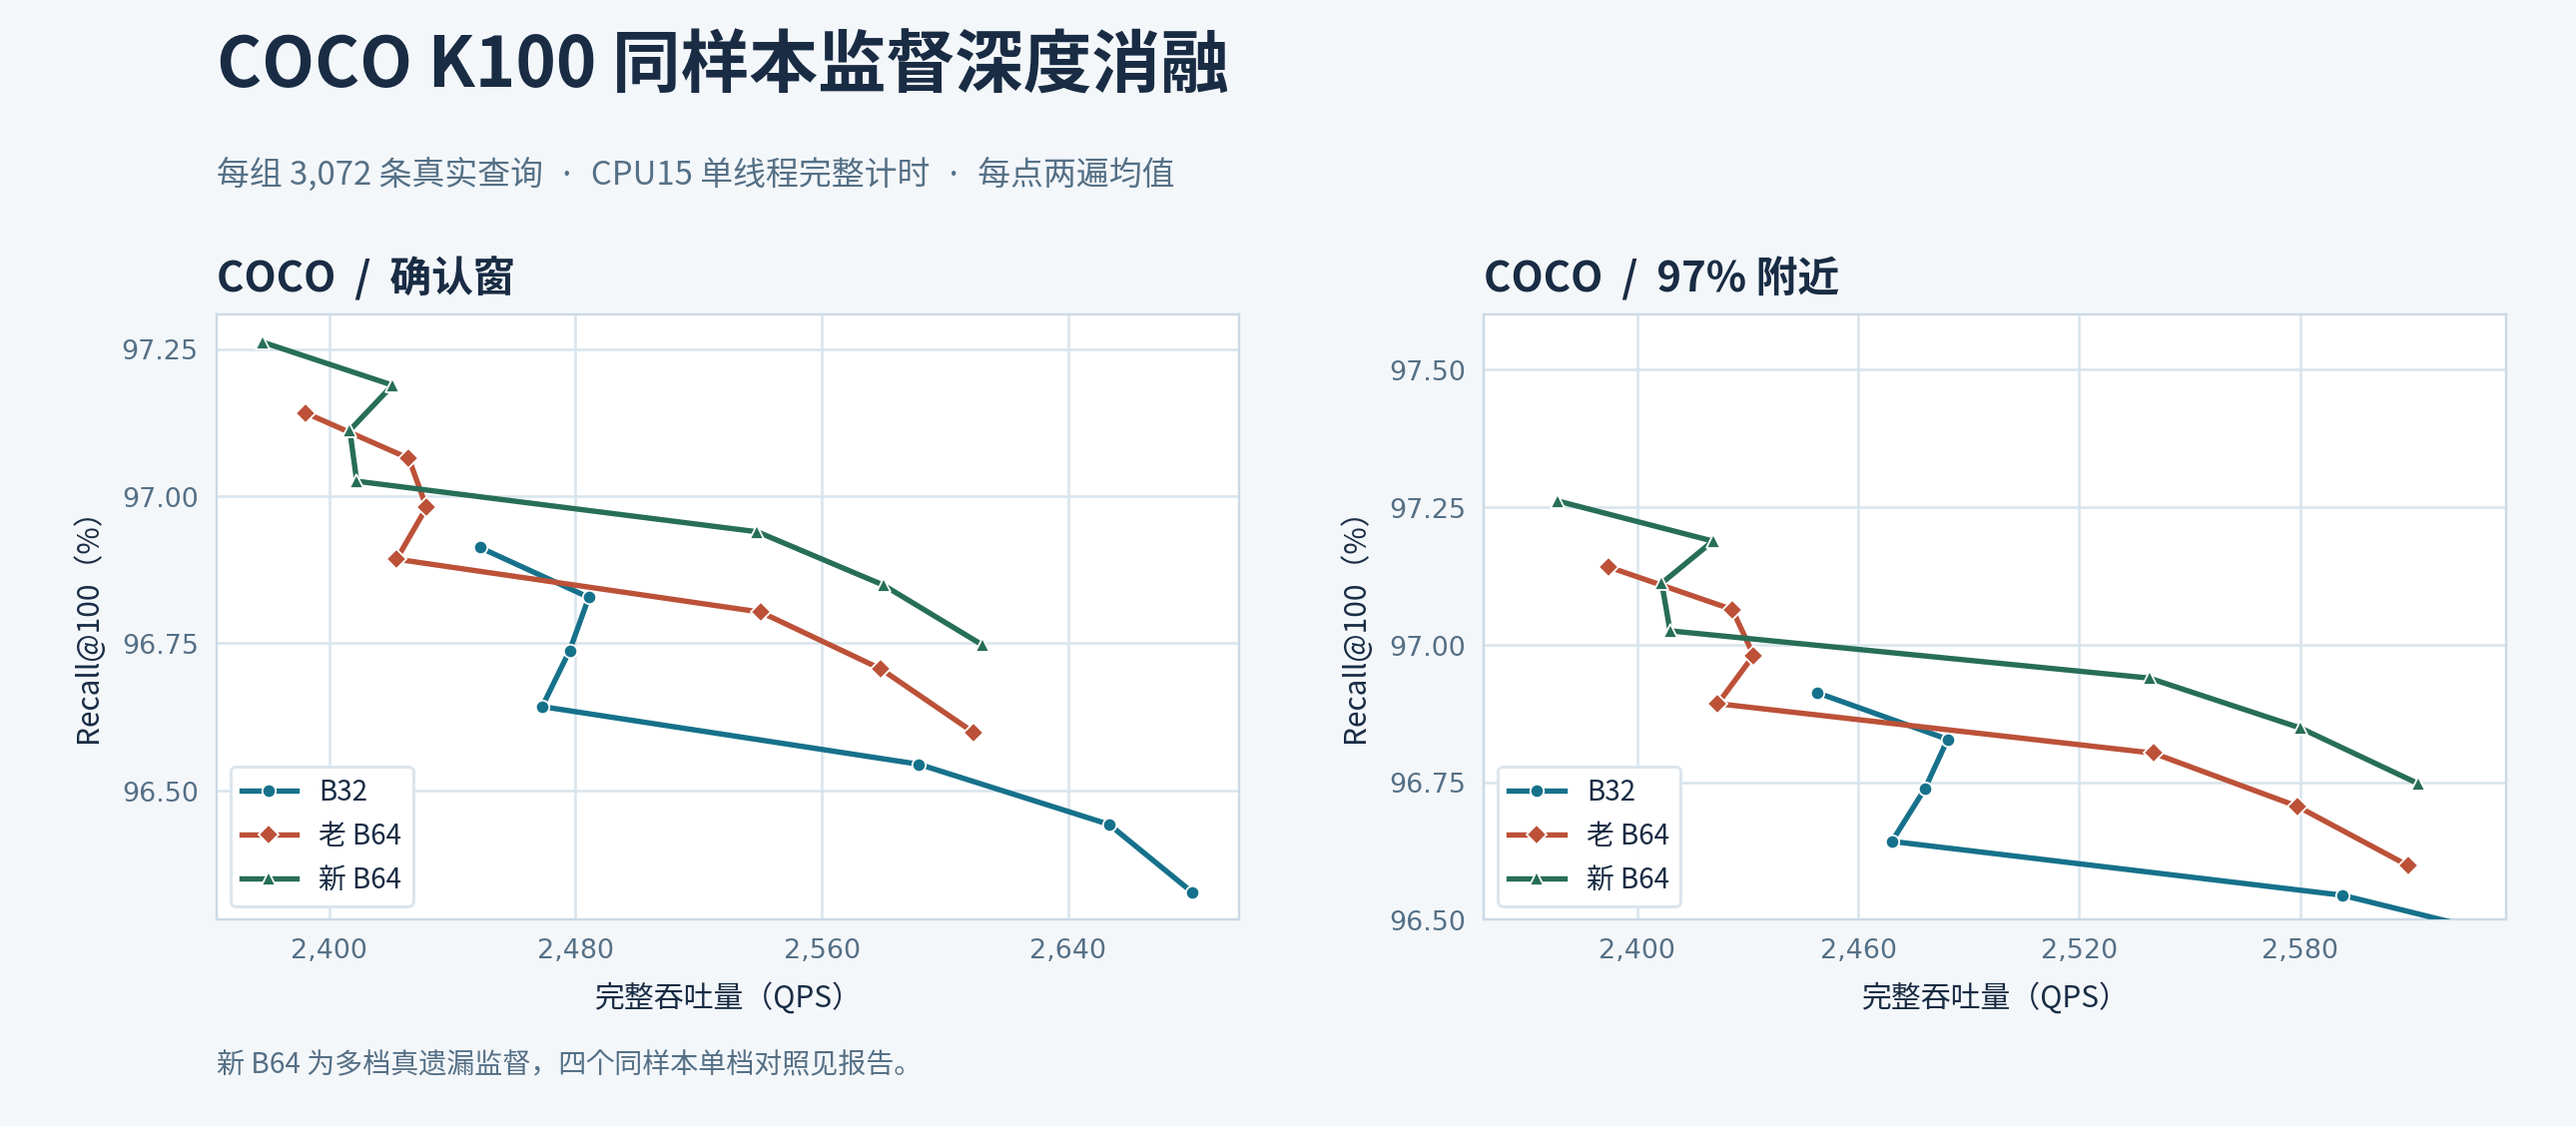 COCO K100 同样本监督深度消融
每组 3,072 条真实查询 · CPU15 单线程完整计时 · 每点两遍均值
COCO / 确认窗
97.25
97.00
96.75
96.50
Recall@100（%）
B32
老 B64
新 B64
2,400
2,480
2,560
2,640
完整吞吐量（QPS）
COCO / 97% 附近
97.50
97.25
97.00
96.75
96.50
Recall@100（%）
B32
老 B64
新 B64
2,400
2,460
2,520
2,580
完整吞吐量（QPS）
新 B64 为多档真遗漏监督，四个同样本单档对照见报告。